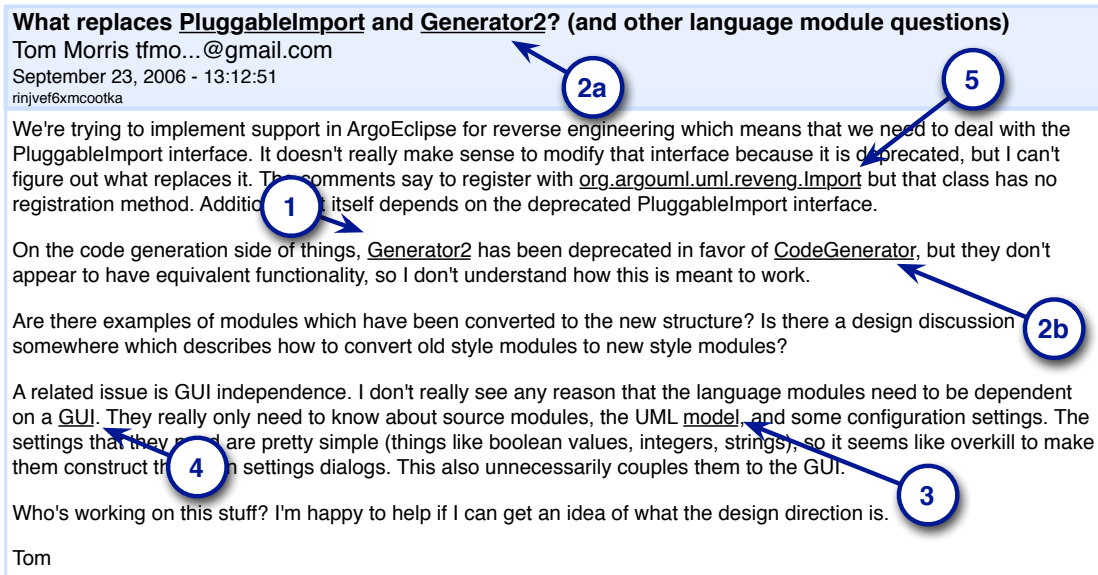 What replaces PluggableImport and Generator2? (and other language module questions)
Tom Morris tfmo...@gmail.com
September 23, 2006 - 13:12:51
rinjvef6xmcootka
2a
5
We're trying to implement support in ArgoEclipse for reverse engineering which means that we need to deal with the
PluggableImport interface. It doesn't really make sense to modify that interface because it is deprecated, but I can't
figure out what replaces it. The comments say to register with org.argouml.uml.reveng.Import but that class has no
registration method. Additio 1 itself depends on the deprecated PluggableImport interface.
On the code generation side of things, Generator2 has been deprecated in favor of CodeGenerator, but they don't
appear to have equivalent functionality, so I don't understand how this is meant to work.
Are there examples of modules which have been converted to the new structure? Is there a design discussion
somewhere which describes how to convert old style modules to new style modules?
2b
A related issue is GUI independence. I don't really see any reason that the language modules need to be dependent
on a GUI. They really only need to know about source modules, the UML model, and some configuration settings. The
settings that they need are pretty simple (things like boolean values, integers, strings), so it seems like overkill to make
them construct 4 settings dialogs. This also unnecessarily couples them to the GUI.
3
Who's working on this stuff? I'm happy to help if I can get an idea of what the design direction is.
Tom